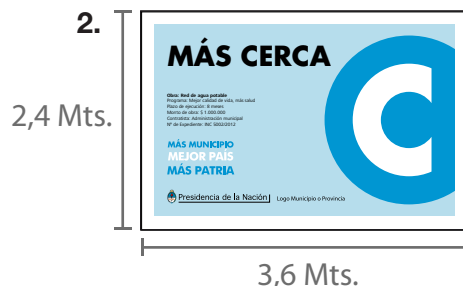 2.
2,4 Mts.
MÁS CERCA
Obra: Red de agua potable
Programa: Mejor calidad de vida, más salud
Plazo de ejecución: 8 meses
Monto de obra: $ 1.000.000
Contratista: Administración municipal
Nº de Expediente: INC 5002/2012
MÁS MUNICIPIO
MEJOR PAÍS
MÁS PATRIA
C
Presidencia de la Nación
Logo Municipio o Provincia
3,6 Mts.